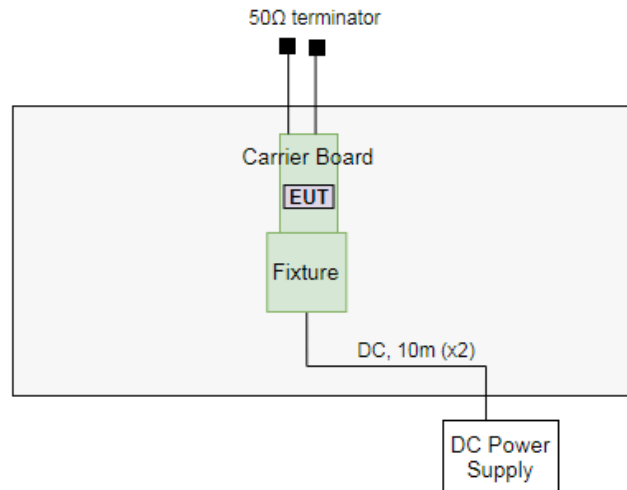 50Ω terminator
Carrier Board
EUT
Fixture
DC, 10m (x2)
DC Power
Supply